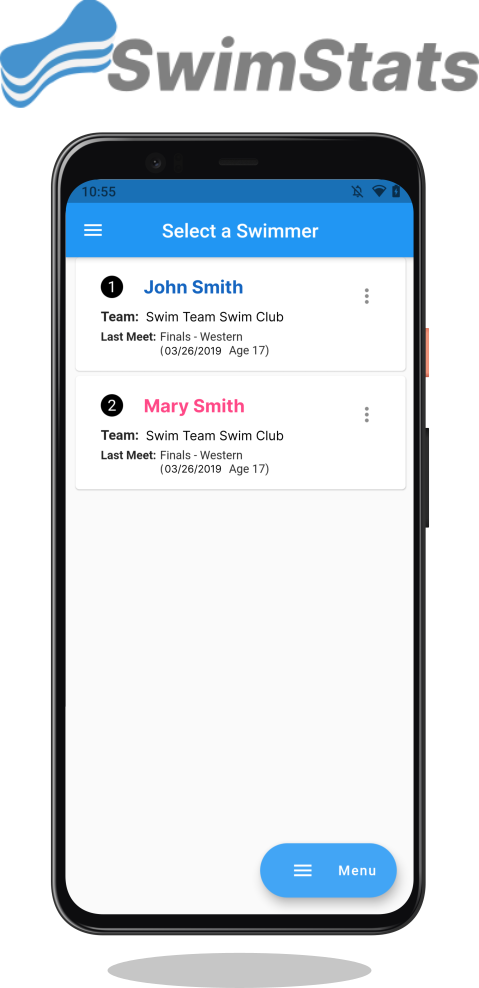 SwimStats
10:55
Select a Swimmer
1 John Smith
Team: Swim Team Swim Club
Last Meet: Finals - Western
(03/26/2019 Age 17)
2 Mary Smith
Team: Swim Team Swim Club
Last Meet: Finals - Western
(03/26/2019 Age 17)
Menu